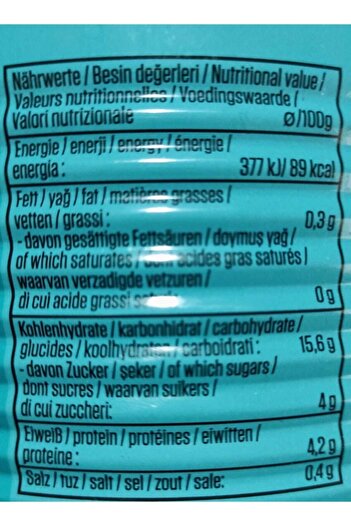 Nährwerte / Besin değerleri / Nutritional value /
Valeurs nutritionnelles / Voedingswaarde /
Valori nutrizionale ø/100g
Energie / enerji / energy / énergie /
energia : 377 kJ/ 89 kcal
Fett / yağ / fat / matières grasses /
vetten / grassi : 0,3 g
- davon gesättigte Fettsäuren / doymuş yağ /
of which saturates / acides gras saturés /
waarvan verzadigde vetzuren /
di cui acide grassi 0g
Kohlenhydrate / karbonhidrat / carbohydrate /
glucides / koolhydraten / carboidrati : 15,6 g
- davon Zucker / şeker / of which sugars /
dont sucres / waarvan suikers /
di cui zuccheri: 4g
Eiweiß / protein / protéines / eiwitten /
proteine : 4,2 g
Salz / tuz / salt / sel / zout / sale: 0,4g